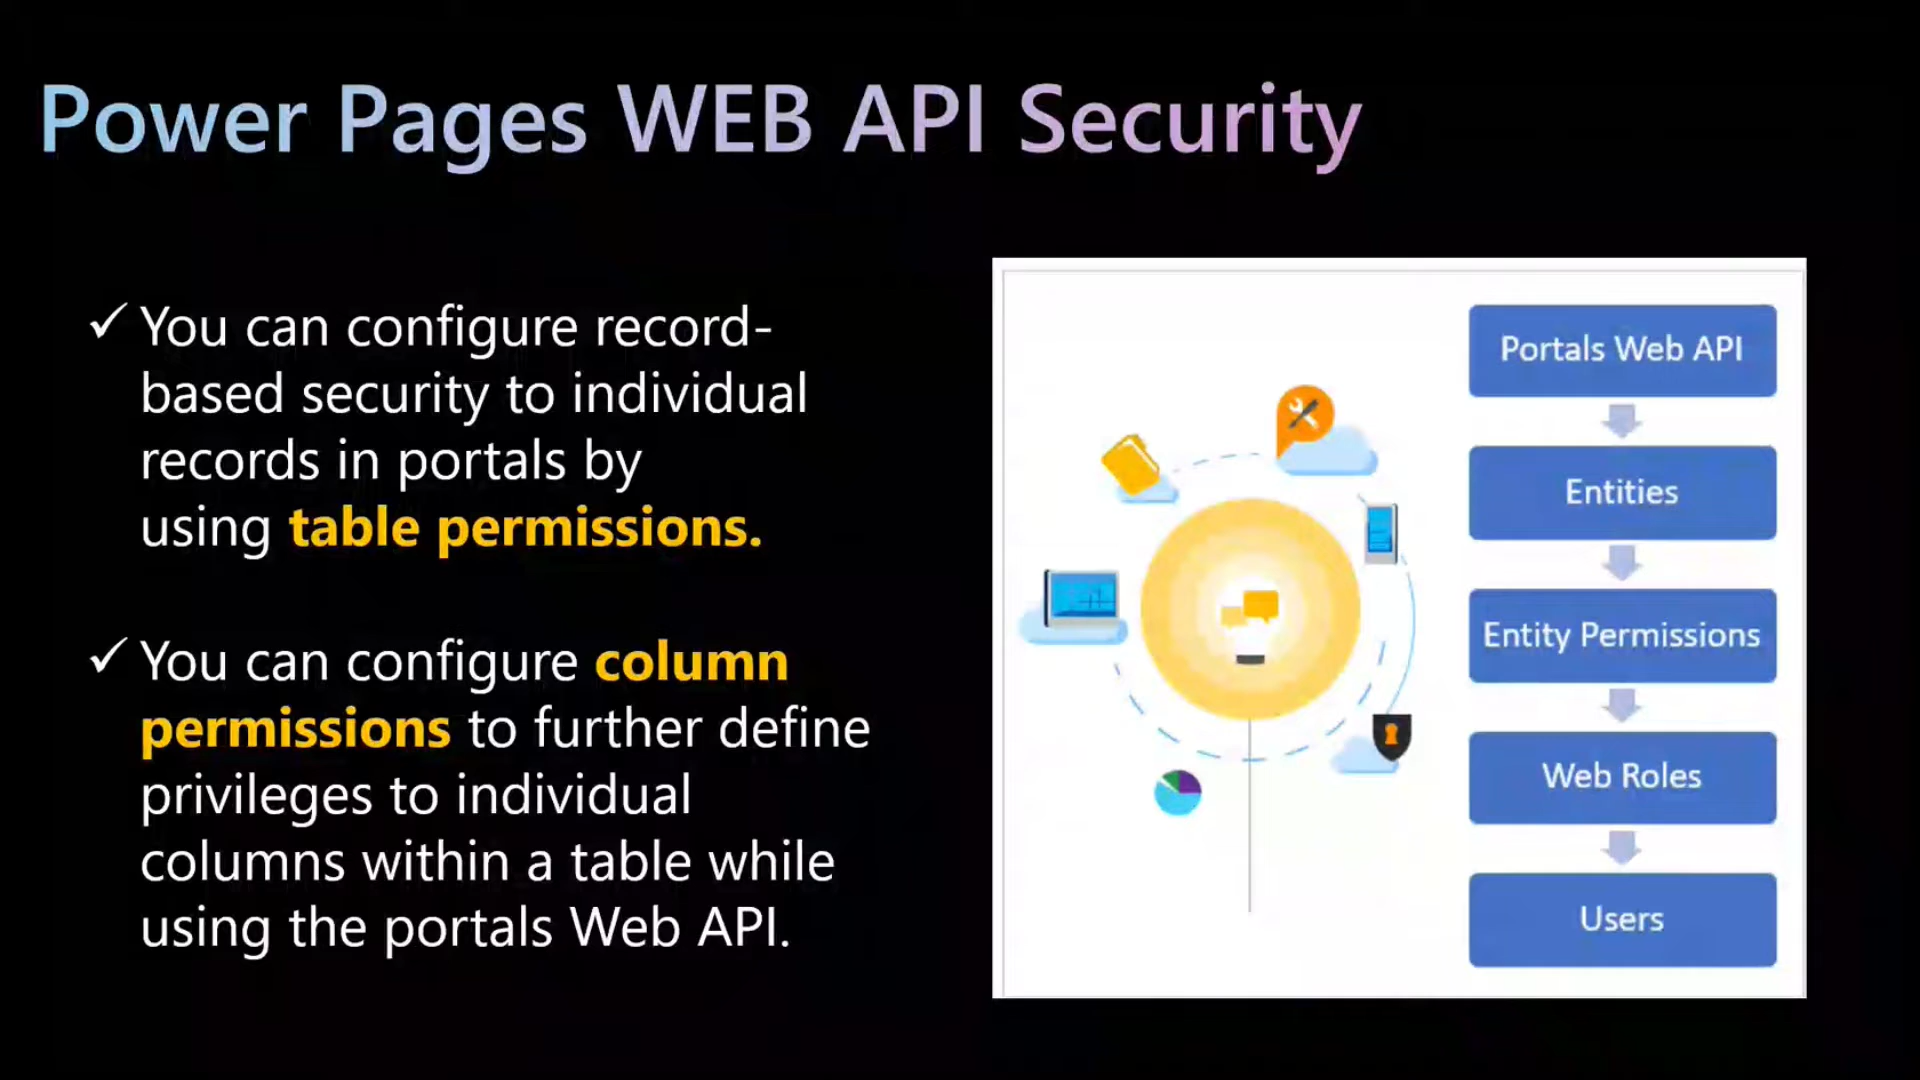 Power Pages WEB API Security
✓ You can configure record-
based security to individual
records in portals by
using table permissions.
✓ You can configure column
permissions to further define
privileges to individual
columns within a table while
using the portals Web API.
Portals Web API
Entities
Entity Permissions
Web Roles
Users